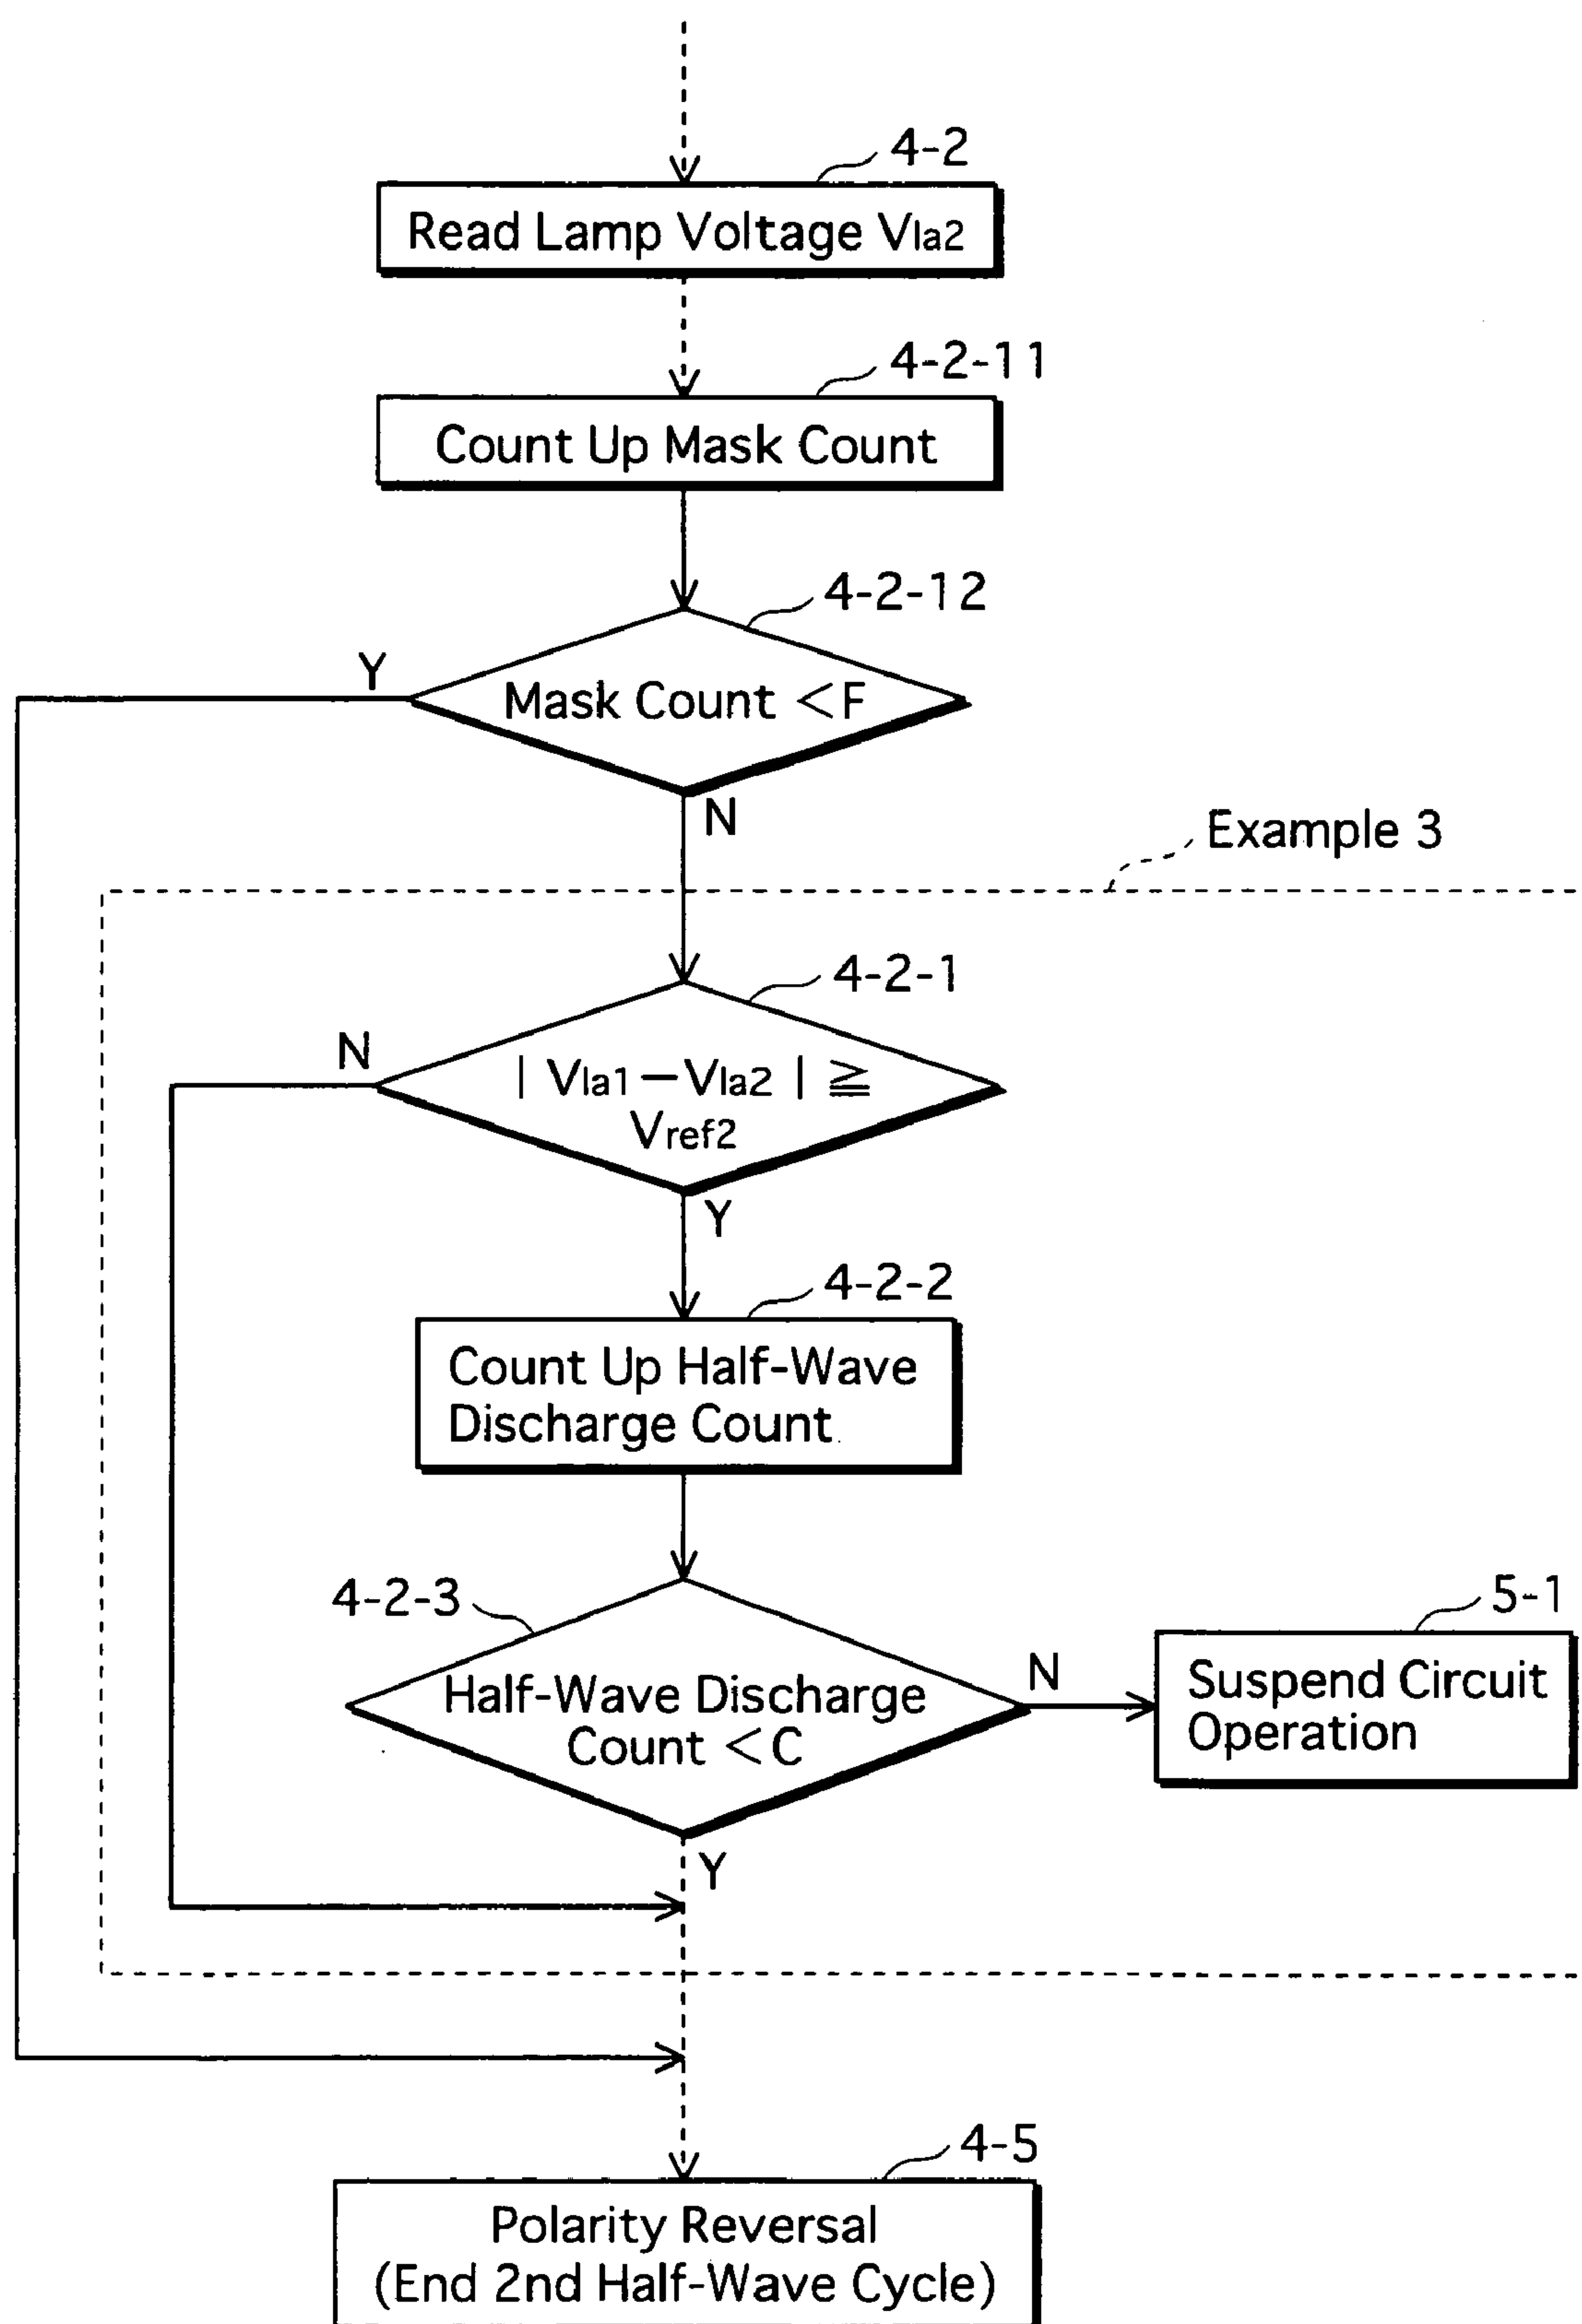 4-2
Read Lamp Voltage Vla2
4-2-11
Count Up Mask Count
4-2-12
Y
Mask Count <F
N
Example 3
4-2-1
N
| Vla1－Vla2 | ≧
Vref2
Y
4-2-2
Count Up Half-Wave
Discharge Count
4-2-3
5-1
N
Half-Wave Discharge
Count <C
Suspend Circuit
Operation
Y
4-5
Polarity Reversal
(End 2nd Half-Wave Cycle)